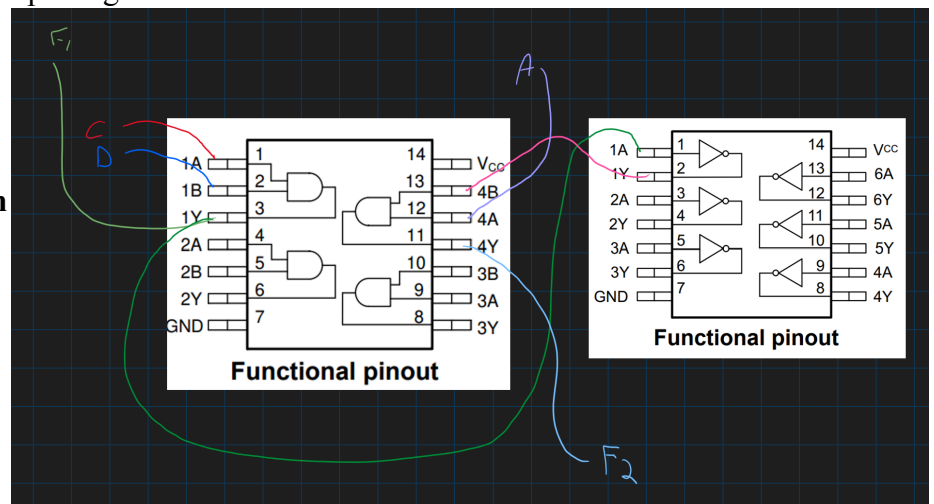 F1
A
C
D
1A 1 14 VCC
1B 2 13 4B
1Y 3 12 4A
2A 4 11 4Y
2B 5 10 3B
2Y 6 9 3A
GND 7 8 3Y
Functional pinout
1A 1 14 VCC
1Y 2 13 6A
2A 3 12 6Y
2Y 4 11 5A
3A 5 10 5Y
3Y 6 9 4A
GND 7 8 4Y
Functional pinout
F2